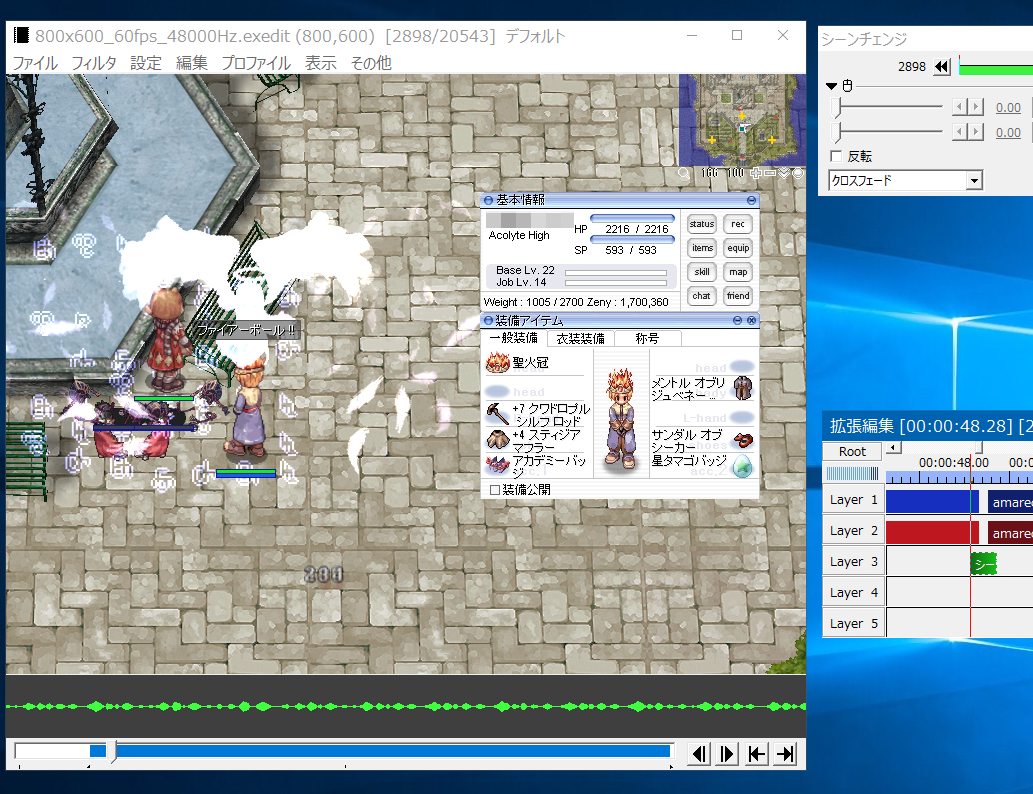 800x600_60fps_48000Hz.exedit (800,600) [2898/20543] デフォルト
ファイル フィルタ 設定 編集 プロファイル 表示 その他
166 100
ファイアーボール !!
200
基本情報
Acolyte High
HP 2216 / 2216
SP 593 / 593
Base Lv. 22
Job Lv. 14
Weight : 1005 / 2700 Zeny : 1,700,360
status rec
items equip
skill map
chat friend
装備アイテム
一般装備 衣装装備 称号
聖火冠
head
head
+7 クワドロプル
シルフ ロッド
+4 スティジア
マフラー
アカデミーバッ
ジ
メントル オブリ
ジュベネー...
L-hand
サンダル オブ
シーカー
星タマゴバッジ
装備公開
シーンチェンジ
2898
0.00
0.00
反転
クロスフェード
拡張編集 [00:00:48.28] [2
Root
00:00:48.00 00:0
Layer 1
amarec
Layer 2
amarec
Layer 3
シー
Layer 4
Layer 5